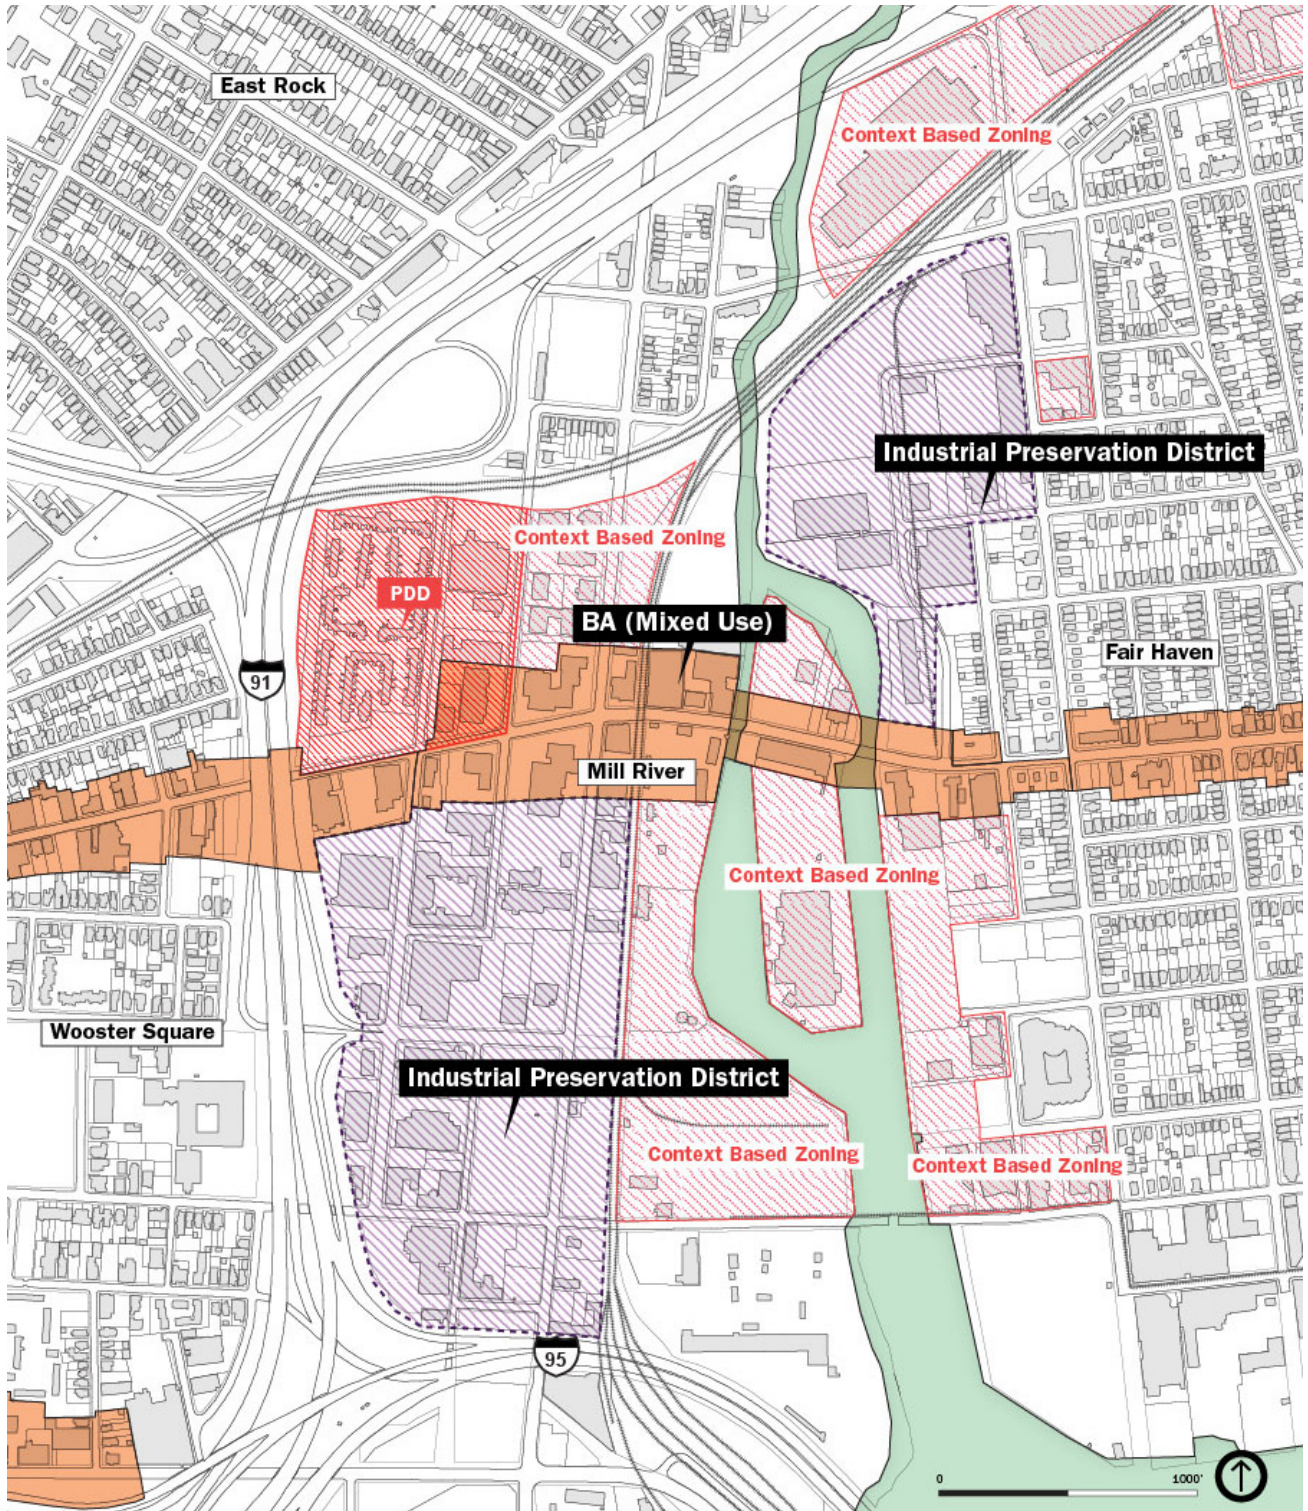 East Rock
Context Based Zoning
Industrial Preservation District
Context Based Zoning
PDD
BA (Mixed Use)
Fair Haven
91
Mill River
Context Based Zoning
Wooster Square
Industrial Preservation District
Context Based Zoning
Context Based Zoning
95
0
1000'